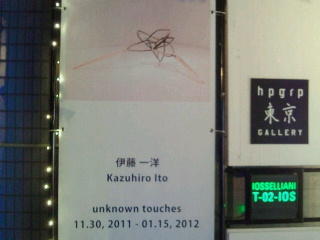 伊藤 一洋
Kazuhiro Ito
unknown touches
11.30, 2011 - 01.15, 2012
hpgrp
東京
GALLERY
IOSSELLIANI
T-02-IOS